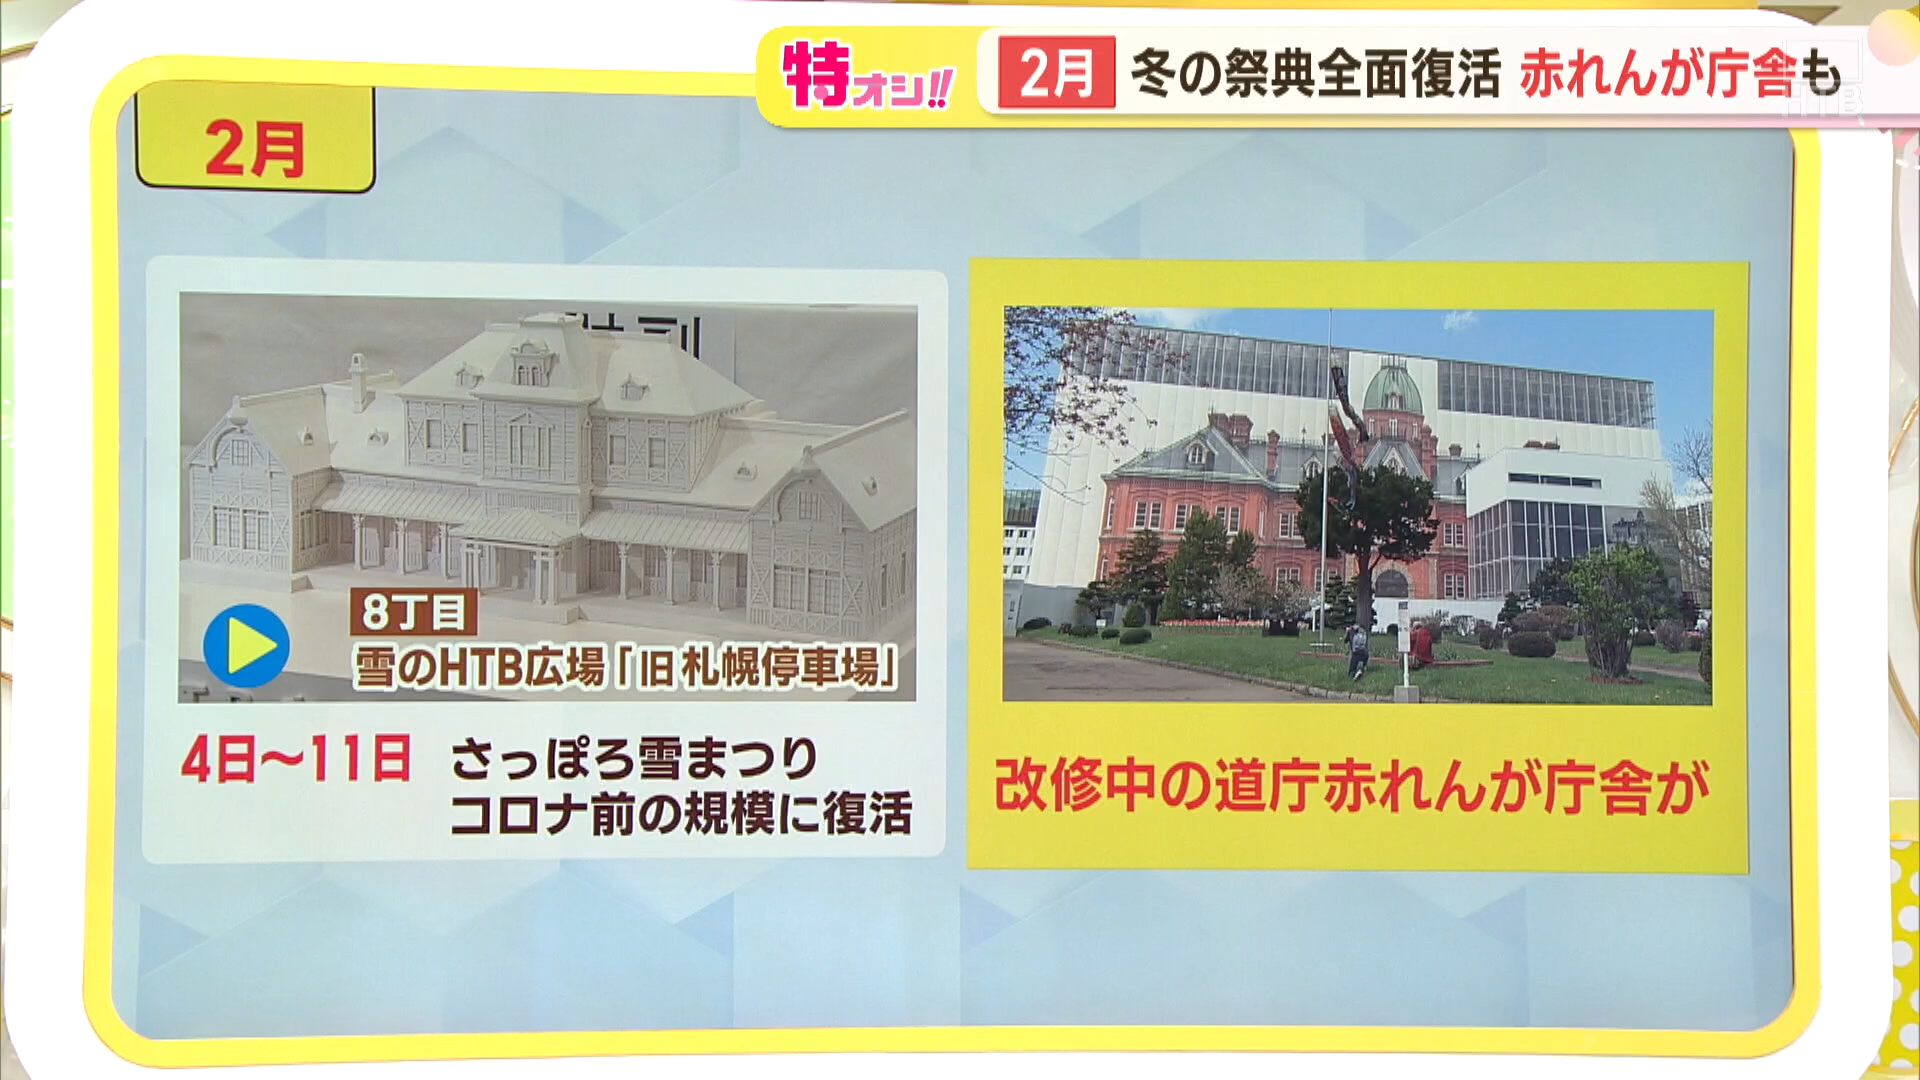 特オシ!!
2月 冬の祭典全面復活 赤れんが庁舎も
HTB
2月
8丁目
雪のHTB広場「旧札幌停車場」
4日～11日 さっぽろ雪まつり
コロナ前の規模に復活
改修中の道庁赤れんが庁舎が